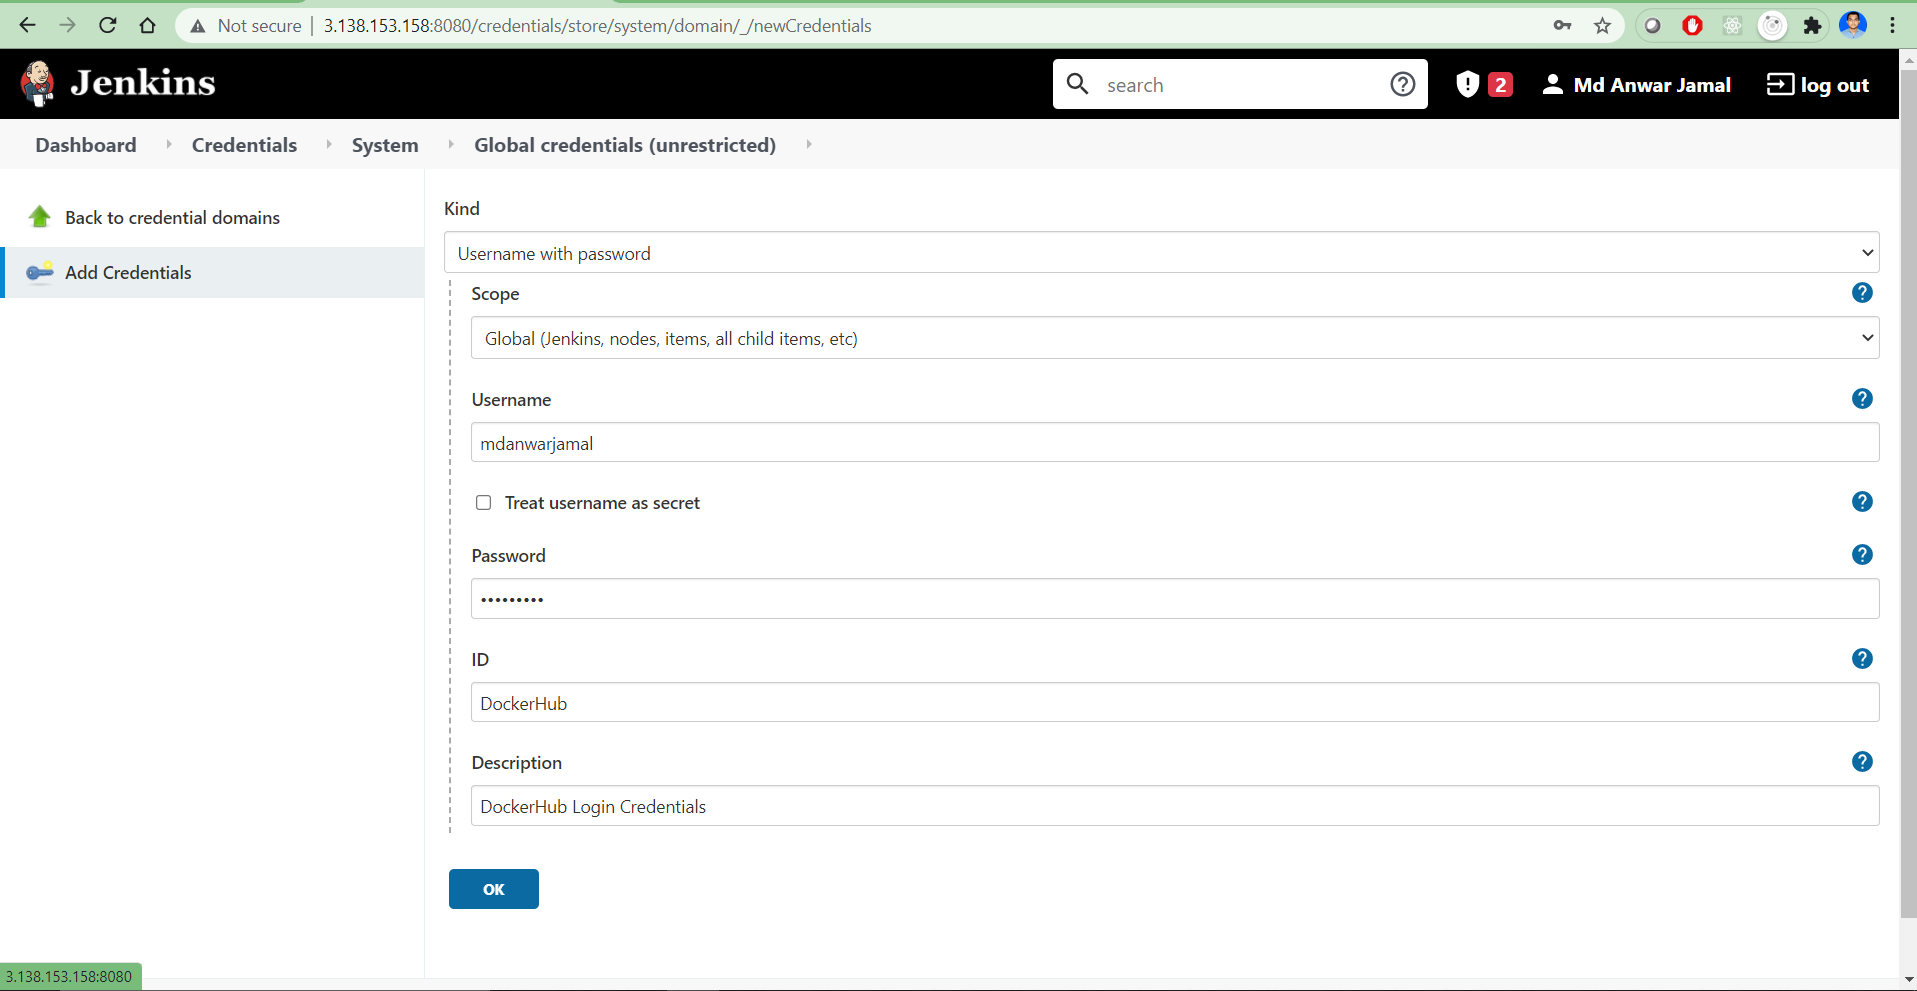 Not secure | 3.138.153.158:8080/credentials/store/system/domain/_/newCredentials
Jenkins
search
2
Md Anwar Jamal
log out
Dashboard
Credentials
System
Global credentials (unrestricted)
Back to credential domains
Add Credentials
Kind
Username with password
Scope
Global (Jenkins, nodes, items, all child items, etc)
Username
mdanwarjamal
Treat username as secret
Password
•••••••••
ID
DockerHub
Description
DockerHub Login Credentials
OK
3.138.153.158:8080